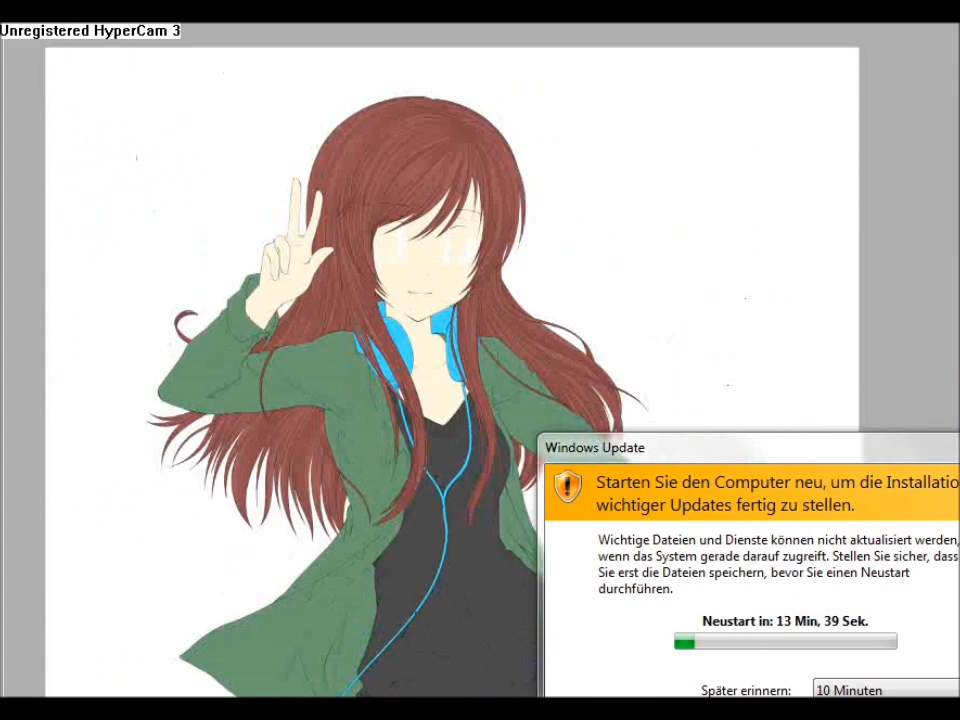 Unregistered HyperCam 3
Windows Update
Starten Sie den Computer neu, um die Installatio
wichtiger Updates fertig zu stellen.
Wichtige Dateien und Dienste können nicht aktualisiert werden,
wenn das System gerade darauf zugreift. Stellen Sie sicher, dass
Sie erst die Dateien speichern, bevor Sie einen Neustart
durchführen.
Neustart in: 13 Min, 39 Sek.
Später erinnern: 10 Minuten